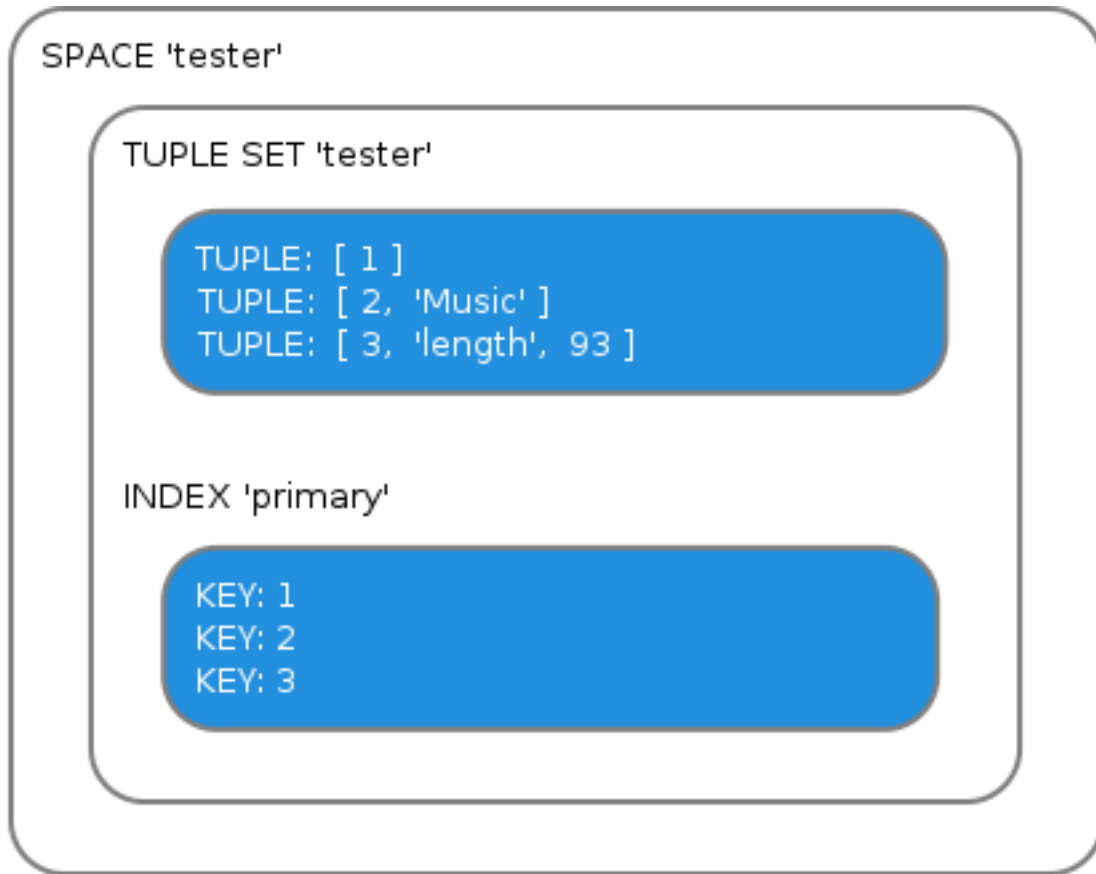 SPACE 'tester'
TUPLE SET 'tester'
TUPLE: [ 1 ]
TUPLE: [ 2, 'Music' ]
TUPLE: [ 3, 'length', 93 ]
INDEX 'primary'
KEY: 1
KEY: 2
KEY: 3